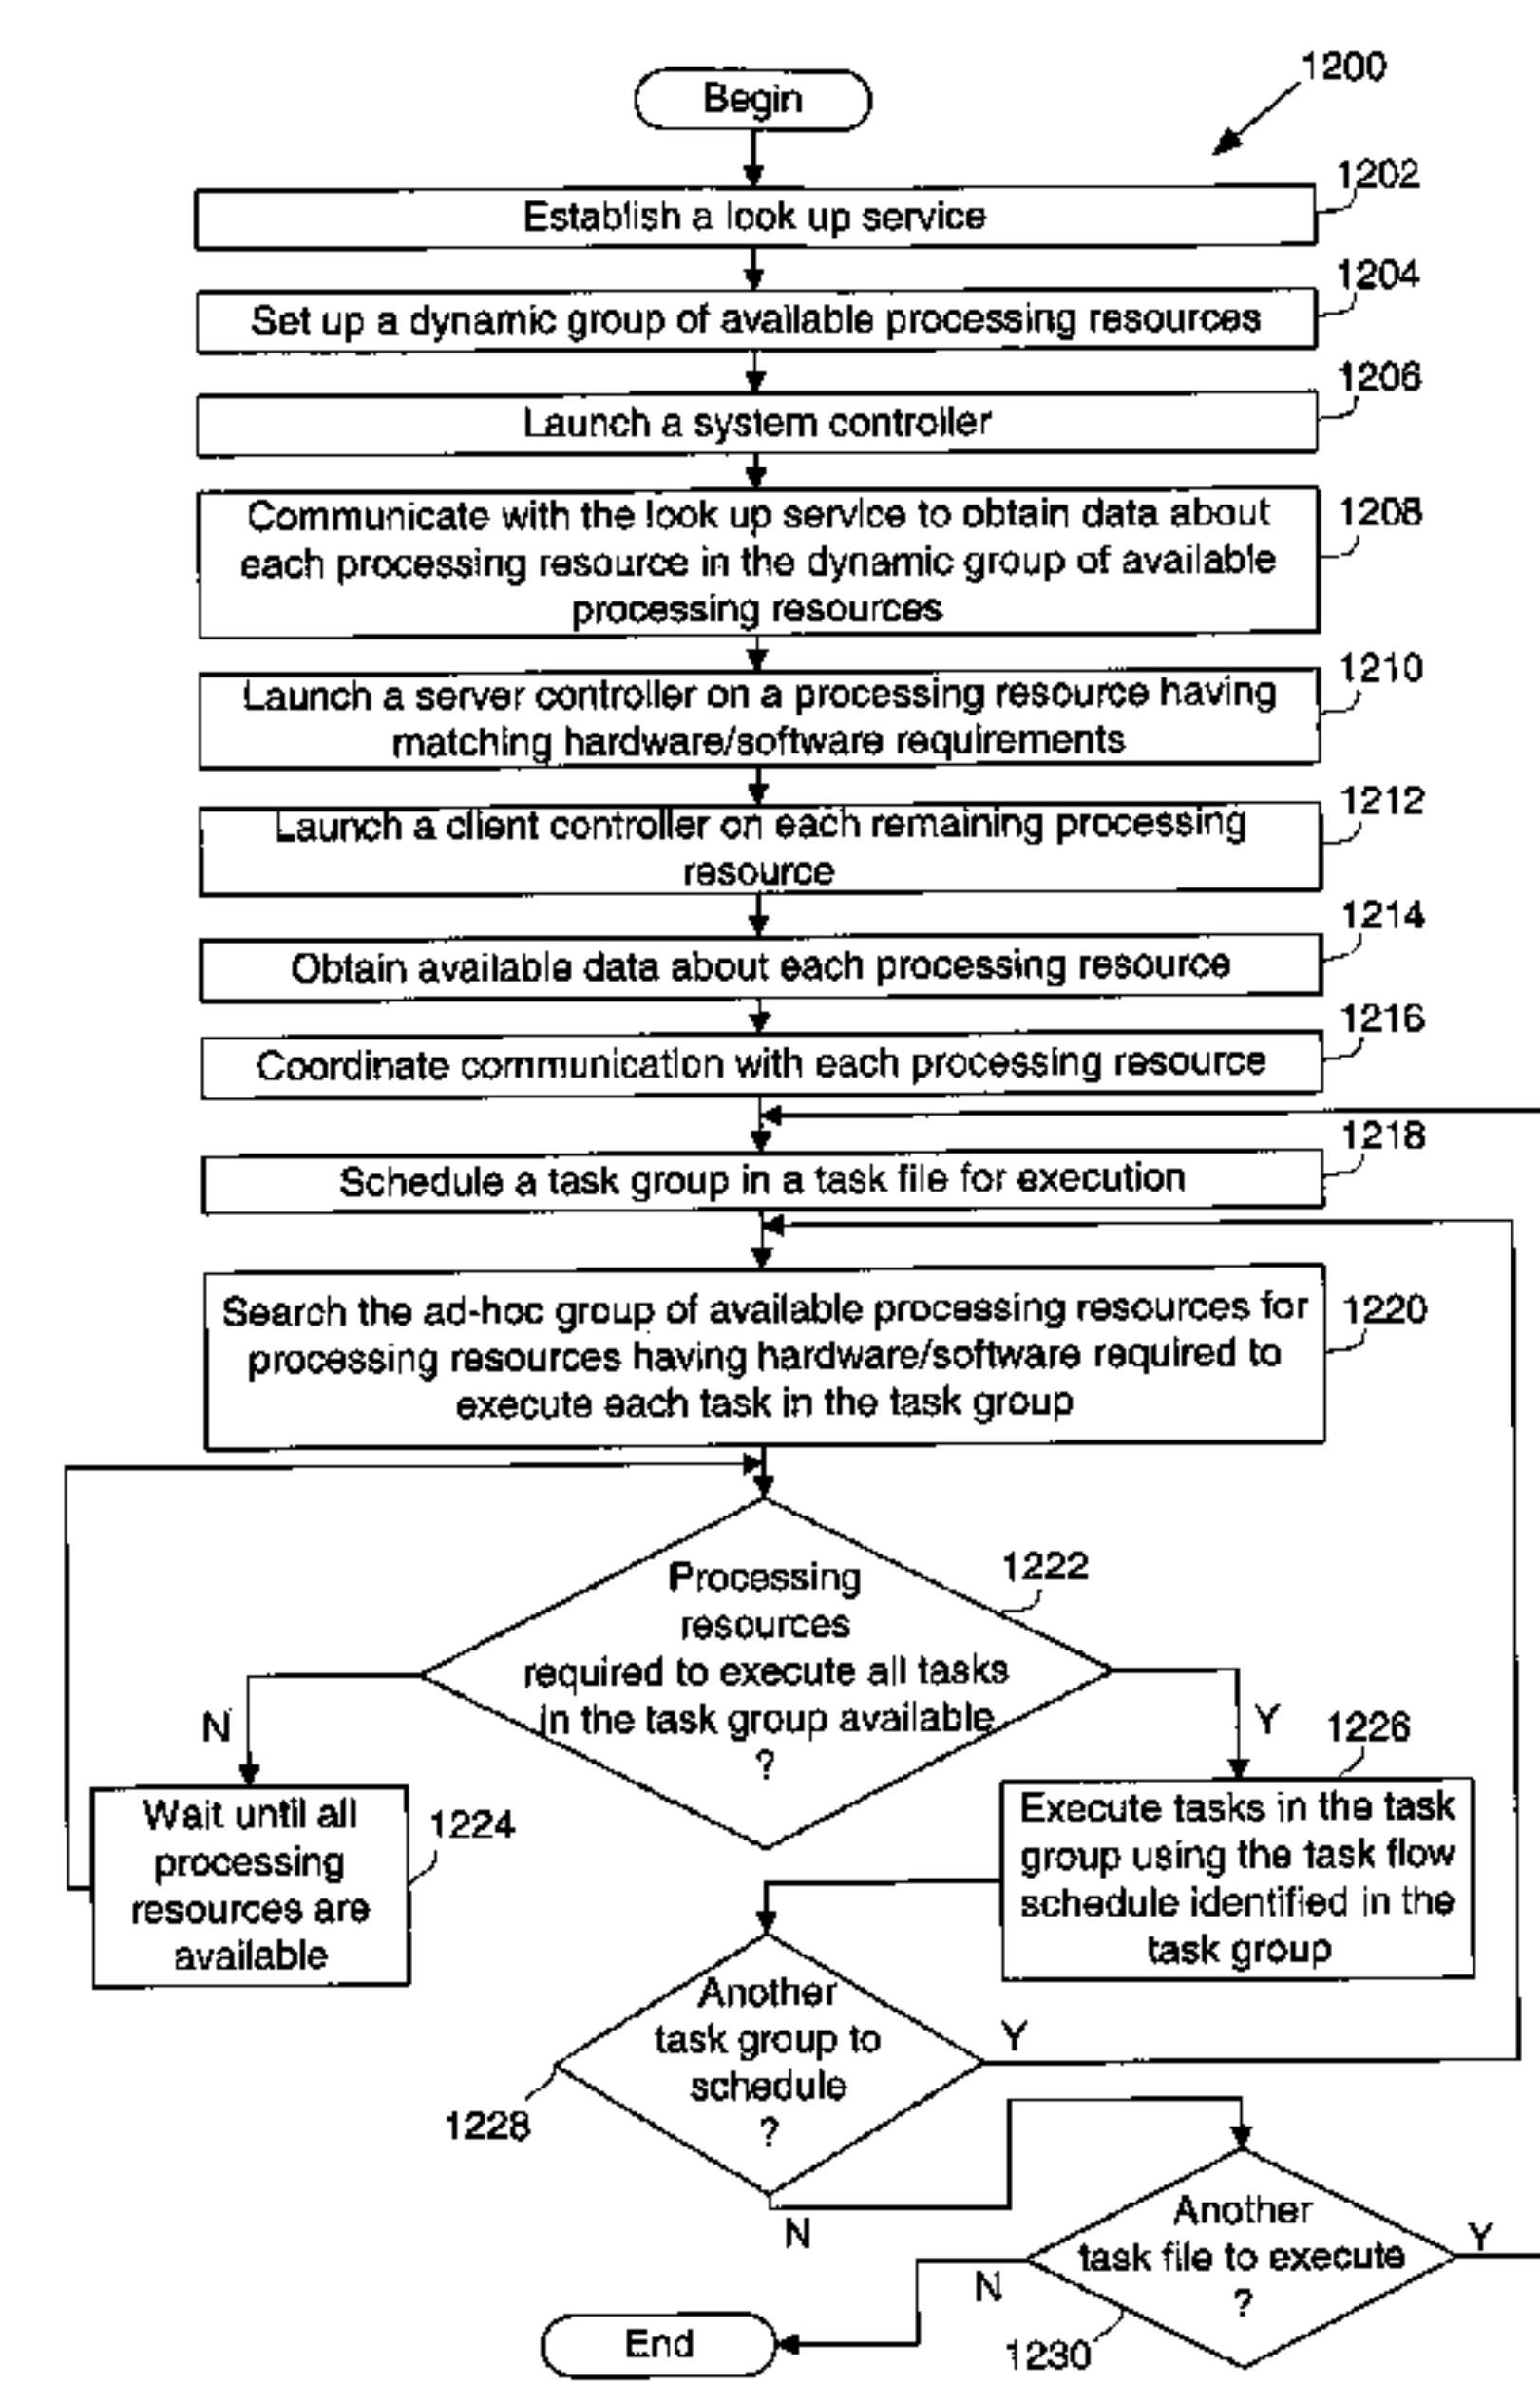 1200
Begin
1202
Establish a look up service
1204
Set up a dynamic group of available processing resources
1206
Launch a system controller
1208
Communicate with the look up service to obtain data about
each processing resource in the dynamic group of available
processing resources
1210
Launch a server controller on a processing resource having
matching hardware/software requirements
1212
Launch a client controller on each remaining processing
resource
1214
Obtain available data about each processing resource
1216
Coordinate communication with each processing resource
1218
Schedule a task group in a task file for execution
1220
Search the ad-hoc group of available processing resources for
processing resources having hardware/software required to
execute each task in the task group
1222
Processing
resources
required to execute all tasks
in the task group available
?
N
Y
1224
Wait until all
processing
resources are
available
1226
Execute tasks in the task
group using the task flow
schedule identified in the
task group
Another
task group to
schedule
?
Y
1228
N
Another
task file to execute
?
Y
N
1230
End